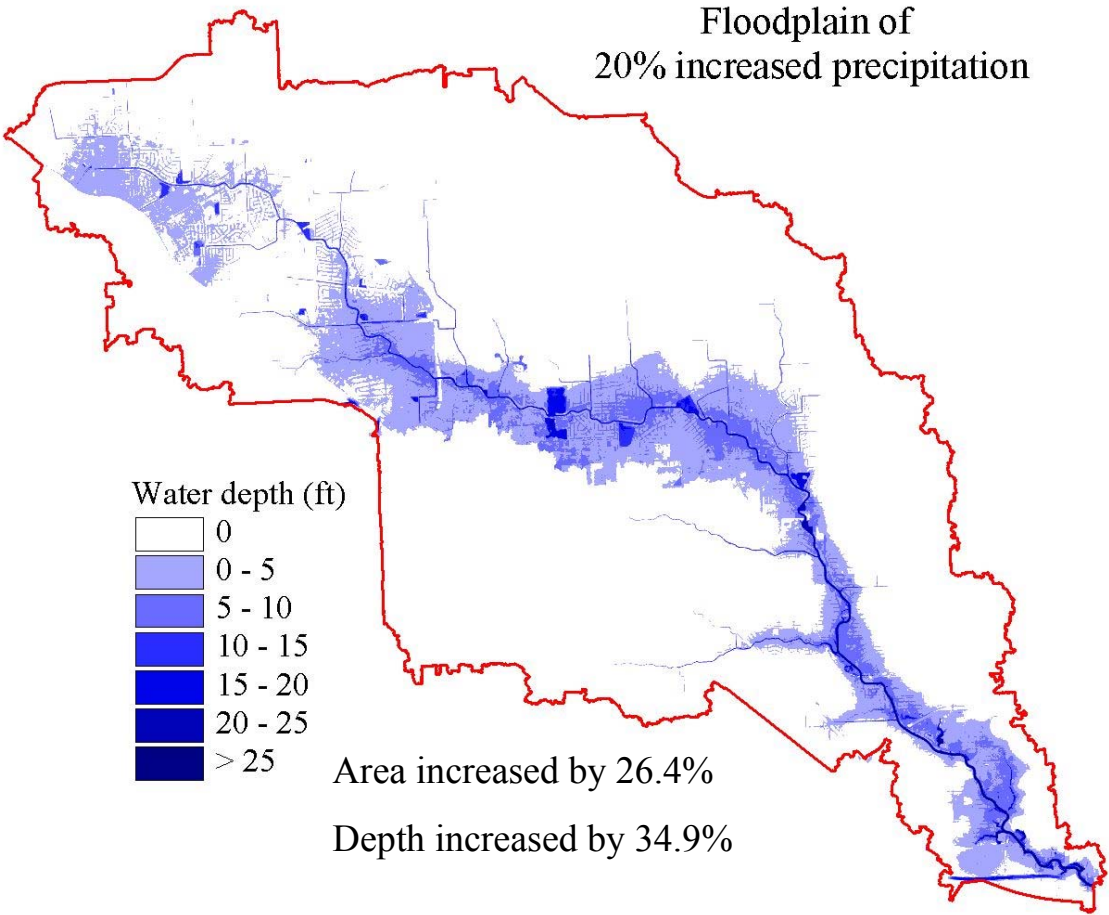 Floodplain of
20% increased precipitation
Water depth (ft)
0
0 - 5
5 - 10
10 - 15
15 - 20
20 - 25
> 25
Area increased by 26.4%
Depth increased by 34.9%